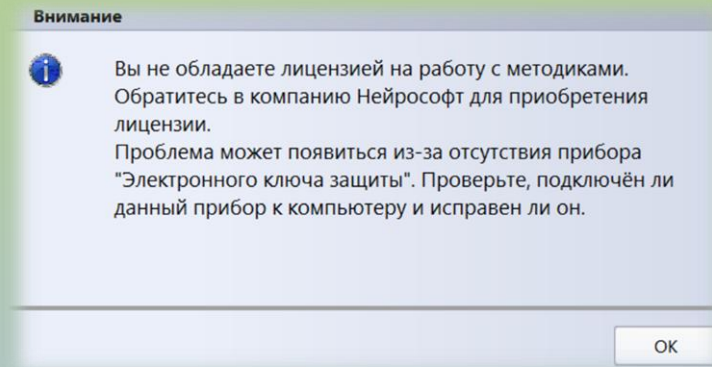 Внимание
Вы не обладаете лицензией на работу с методиками.
Обратитесь в компанию Нейрософт для приобретения
лицензии.
Проблема может появиться из-за отсутствия прибора
"Электронного ключа защиты". Проверьте, подключён ли
данный прибор к компьютеру и исправен ли он.
OK